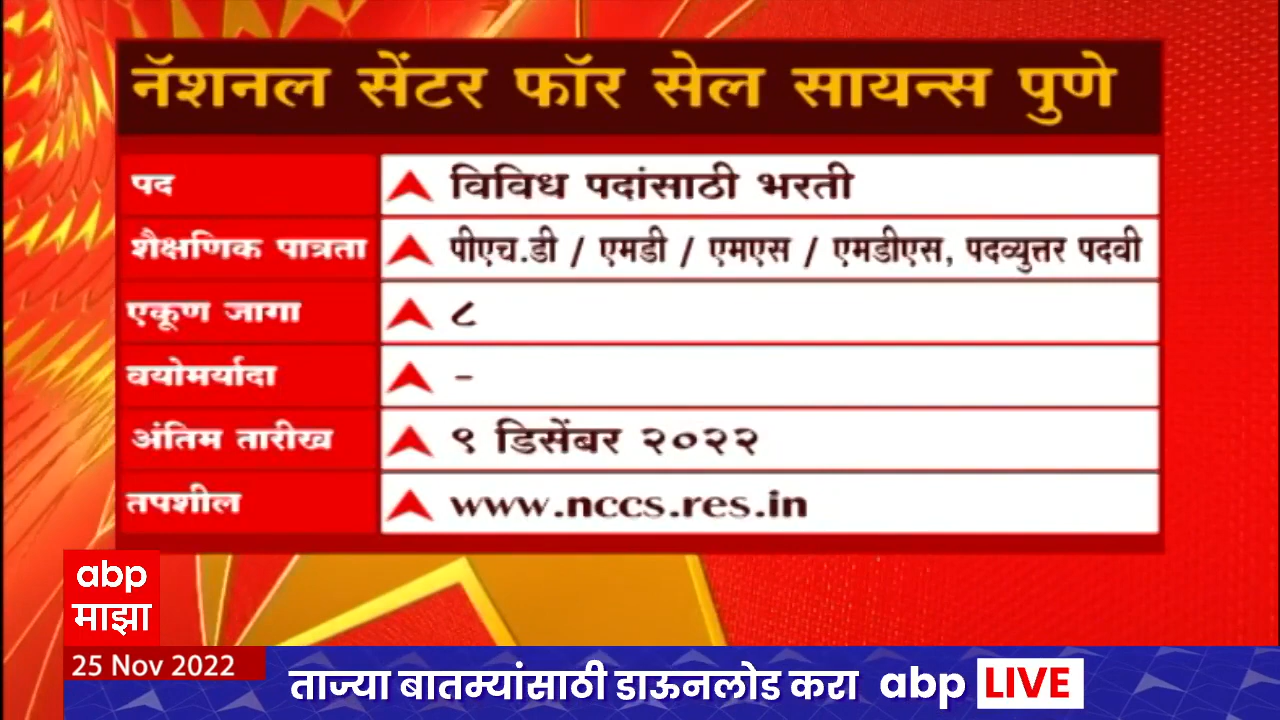 नॅशनल सेंटर फॉर सेल सायन्स पुणे
पद विविध पदांसाठी भरती
शैक्षणिक पात्रता पीएच.डी / एमडी / एमएस / एमडीएस, पदव्युत्तर पदवी
एकूण जागा ८
वयोमर्यादा -
अंतिम तारीख ९ डिसेंबर २०२२
तपशील www.nccs.res.in
abp
माझा
25 Nov 2022
ताज्या बातम्यांसाठी डाऊनलोड करा abp LIVE